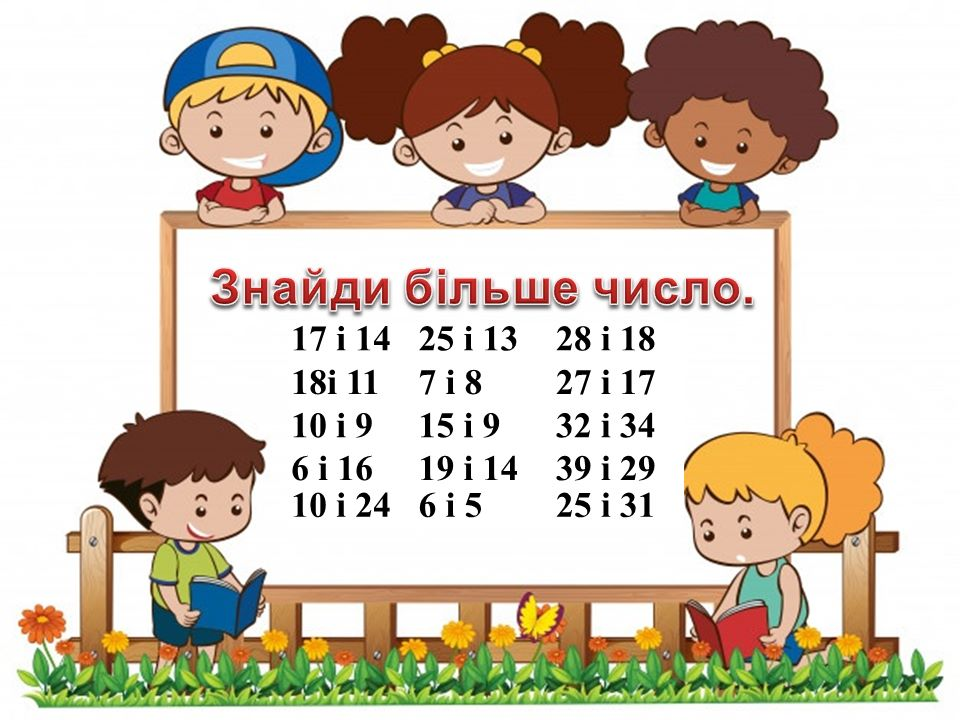 Знайди більше число.
17 і 14 25 і 13 28 і 18
18і 11 7 і 8 27 і 17
10 і 9 15 і 9 32 і 34
6 і 16 19 і 14 39 і 29
10 і 24 6 і 5 25 і 31